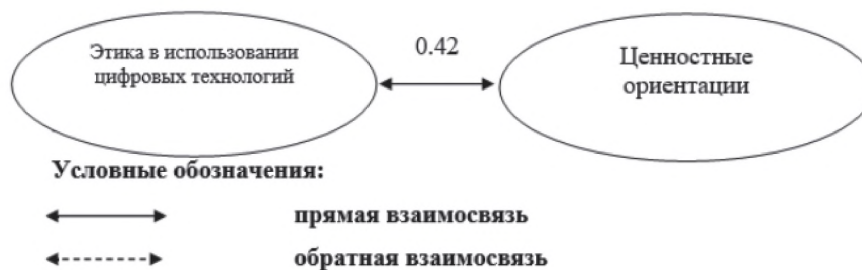 Этика в использовании
цифровых технологий
0.42
Ценностные
ориентации
Условные обозначения:
прямая взаимосвязь
обратная взаимосвязь